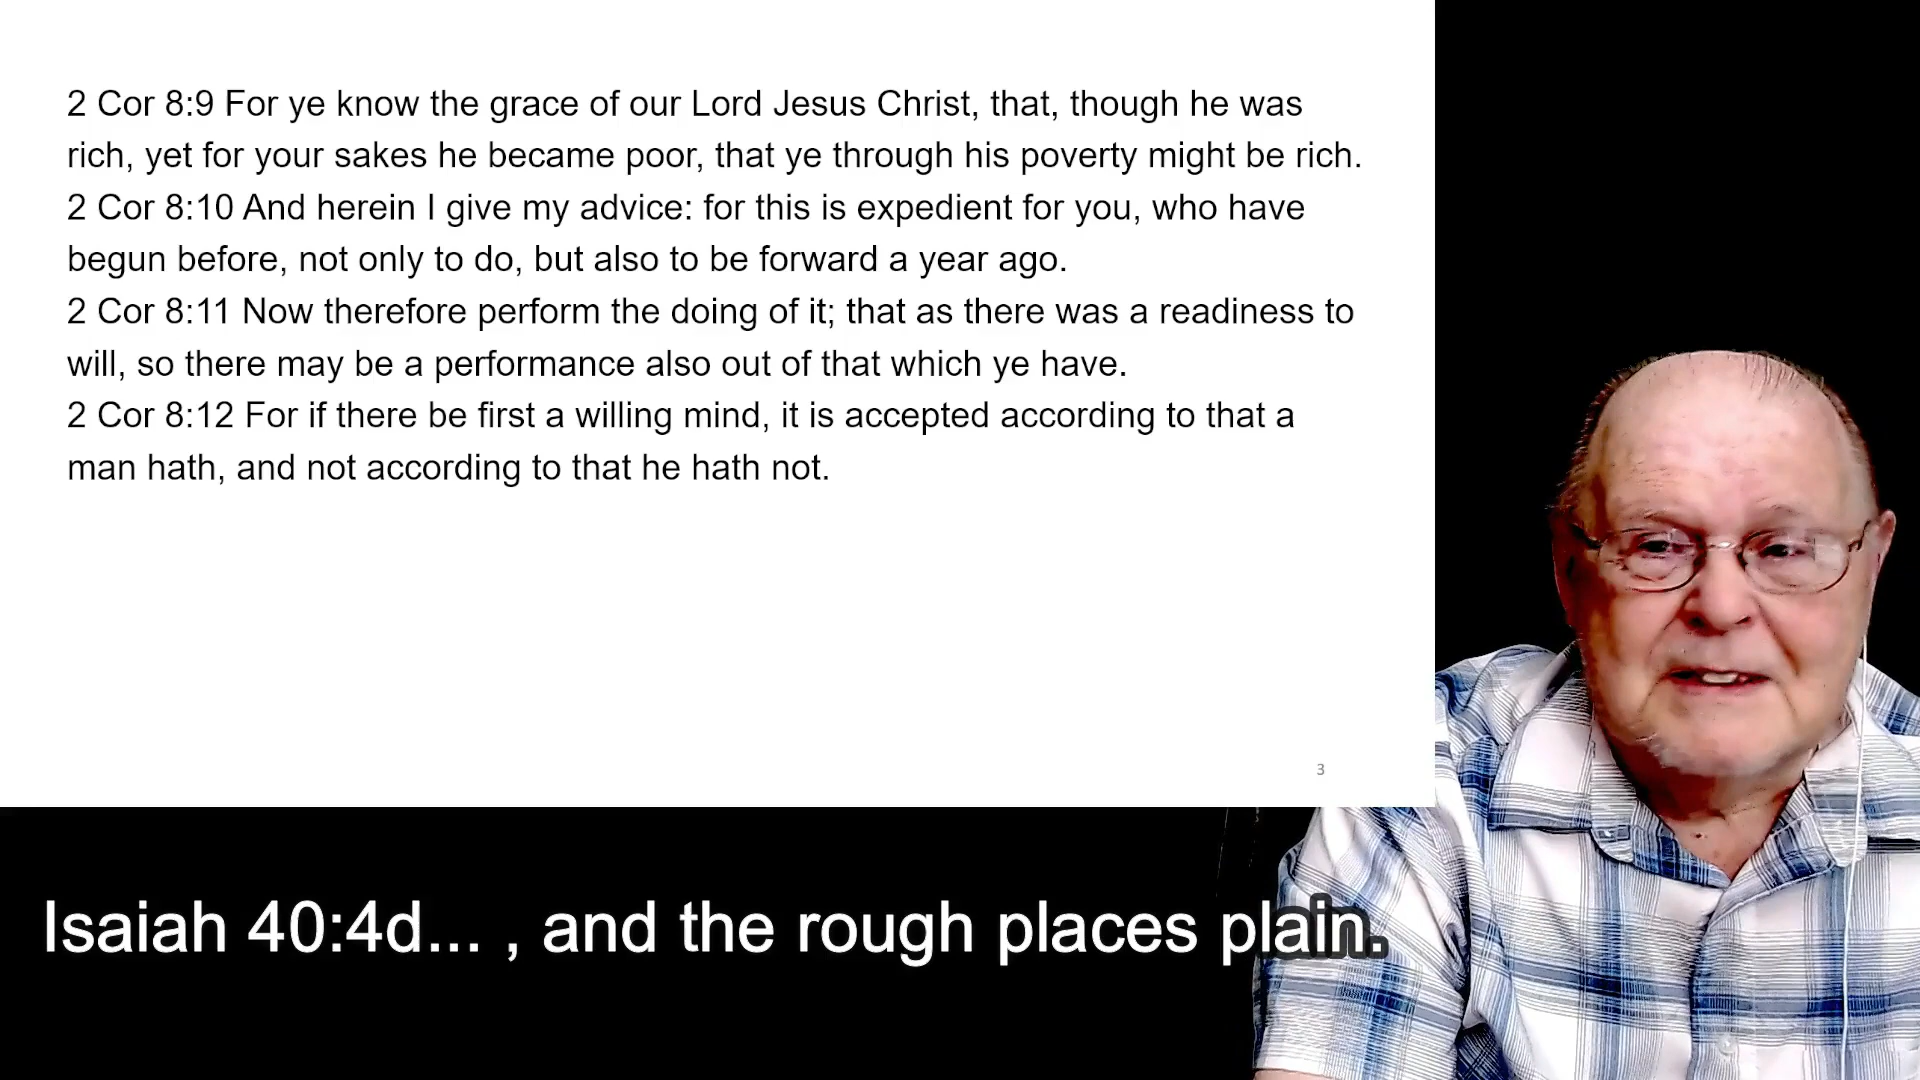 2 Cor 8:9 For ye know the grace of our Lord Jesus Christ, that, though he was
rich, yet for your sakes he became poor, that ye through his poverty might be rich.
2 Cor 8:10 And herein I give my advice: for this is expedient for you, who have
begun before, not only to do, but also to be forward a year ago.
2 Cor 8:11 Now therefore perform the doing of it; that as there was a readiness to
will, so there may be a performance also out of that which ye have.
2 Cor 8:12 For if there be first a willing mind, it is accepted according to that a
man hath, and not according to that he hath not.
3
Isaiah 40:4d... , and the rough places plain.